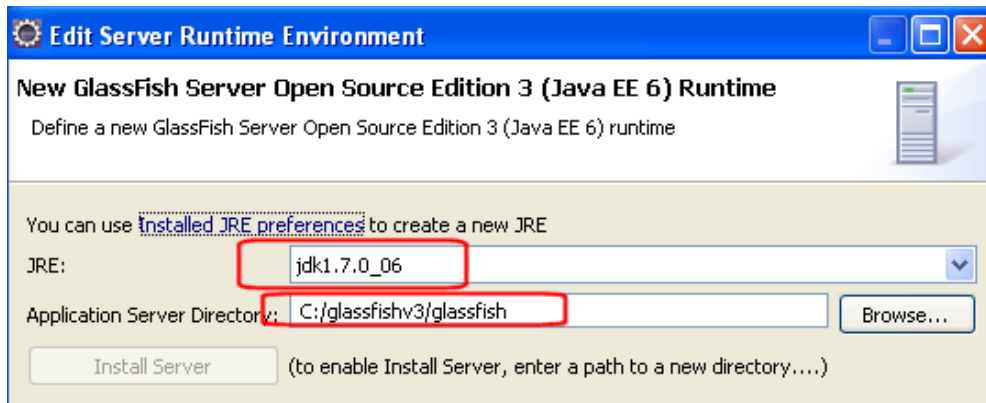 Edit Server Runtime Environment
New GlassFish Server Open Source Edition 3 (Java EE 6) Runtime
Define a new GlassFish Server Open Source Edition 3 (Java EE 6) runtime
You can use Installed JRE preferences to create a new JRE
JRE: jdk1.7.0_06
Application Server Directory: C:/glassfishv3/glassfish Browse...
Install Server (to enable Install Server, enter a path to a new directory....)